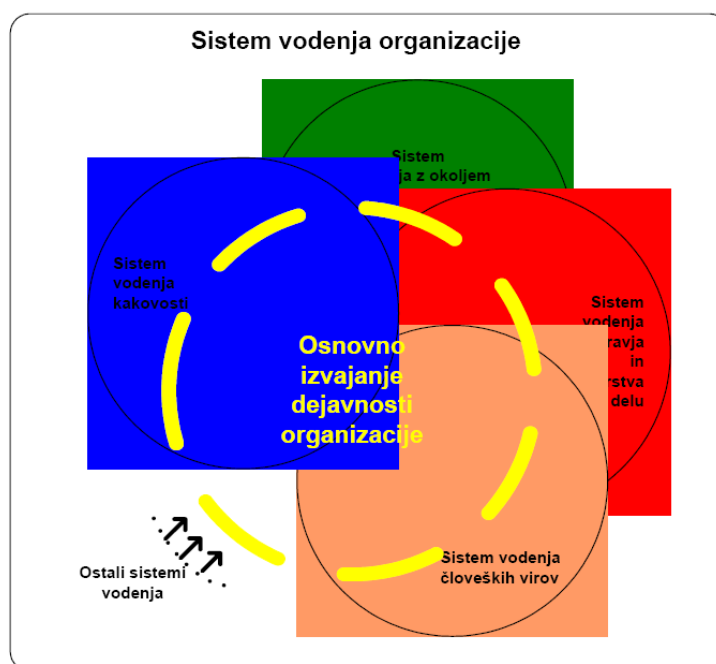 Sistem vodenja organizacije
Sistem
z okoljem
Sistem
vodenja
kakovosti
Sistem
vodenja
in
delu
Osnovno
izvajanje
dejavnosti
organizacije
Sistem vodenja
človeških virov
Ostali sistemi
vodenja